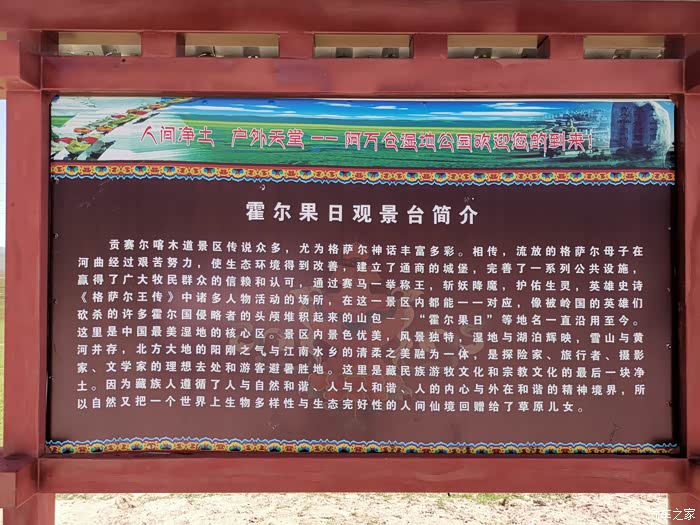 人间净土 户外天堂 —— 阿万仓湿地公园欢迎您的到来!
霍尔果日观景台简介
贡赛尔喀木道景区传说众多，尤为格萨尔神话丰富多彩。相传，流放的格萨尔母子在
河曲经过艰苦努力，使生态环境得到改善，建立了通商的城堡，完善了一系列公共设施，
赢得了广大牧民群众的信赖和认可，通过赛马一举称王，斩妖降魔，护佑生灵，英雄史诗
《格萨尔王传》中诸多人物活动的场所，在这一景区内都能一一对应，像被岭国的英雄们
砍杀的许多霍尔国侵略者的头颅堆积起来的山包——“霍尔果日”等地名一直沿用至今。
这里是中国最美湿地的核心区，景区内景色优美，风景独特，湿地与湖泊辉映，雪山与黄
河并存，北方大地的阳刚之气与江南水乡的清柔之美融为一体，是探险家、旅行者、摄影
家、文学家的理想去处和游客避暑胜地。这里是藏民族游牧文化和宗教文化的最后一块净
土。因为藏族人遵循了人与自然和谐、人与人和谐、人的内心与外在和谐的精神境界，所
以自然又把一个世界上生物多样性与生态完好性的人间仙境回赠给了草原儿女。